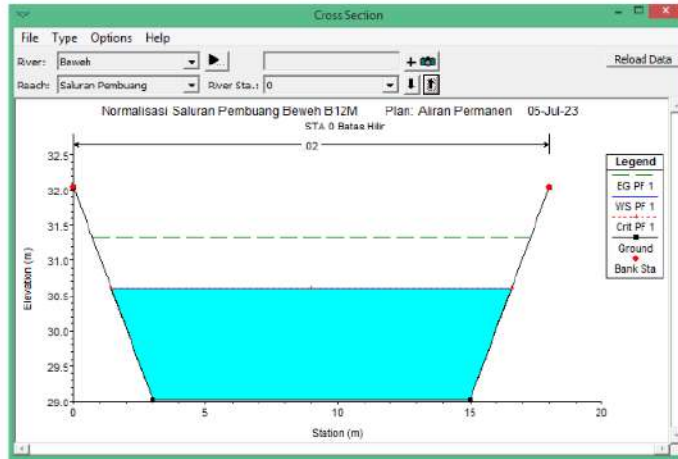 Cross Section
File Type Options Help
River: Beweh
Reload Data
Reach: Saluran Pembuang River Sta.: 0
Normalisasi Saluran Pembuang Beweh B12M Plan: Aliran Permanen 05-Jul-23
STA 0 Batas Hilir
.02
Legend
EG PF 1
WS PF 1
Crit PF 1
Ground
Bank Sta
32.5
32.0
31.5
31.0
30.5
30.0
29.5
29.0
Elevation (m)
0 5 10 15 20
Station (m)